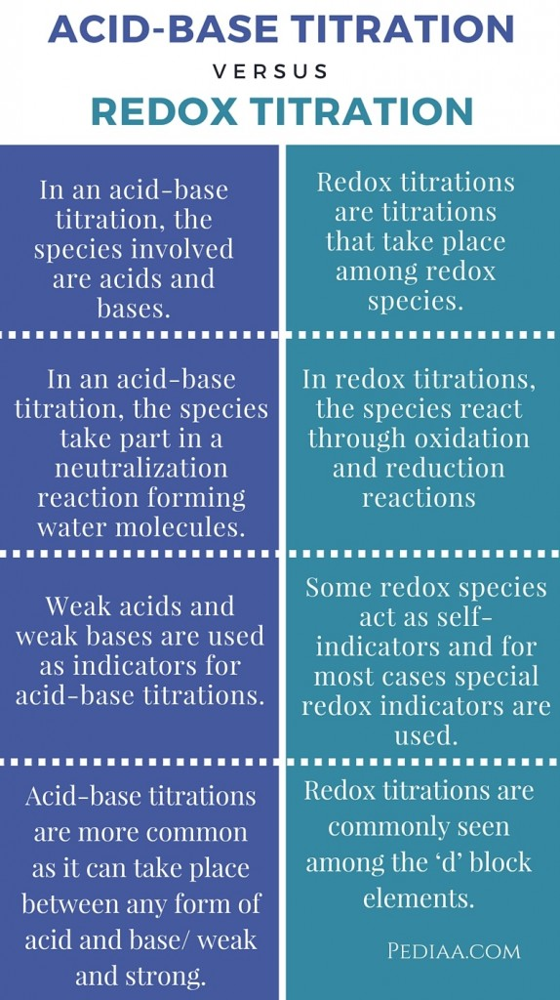 ACID-BASE TITRATION
VERSUS
REDOX TITRATION
In an acid-base
titration, the
species involved
are acids and
bases.
Redox titrations
are titrations
that take place
among redox
species.
In an acid-base
titration, the species
take part in a
neutralization
reaction forming
water molecules.
In redox titrations,
the species react
through oxidation
and reduction
reactions
Weak acids and
weak bases are used
as indicators for
acid-base titrations.
Some redox species
act as self-
indicators and for
most cases special
redox indicators are
used.
Acid-base titrations
are more common
as it can take place
between any form of
acid and base/ weak
and strong.
Redox titrations are
commonly seen
among the ‘d’ block
elements.
PEDIAA.COM